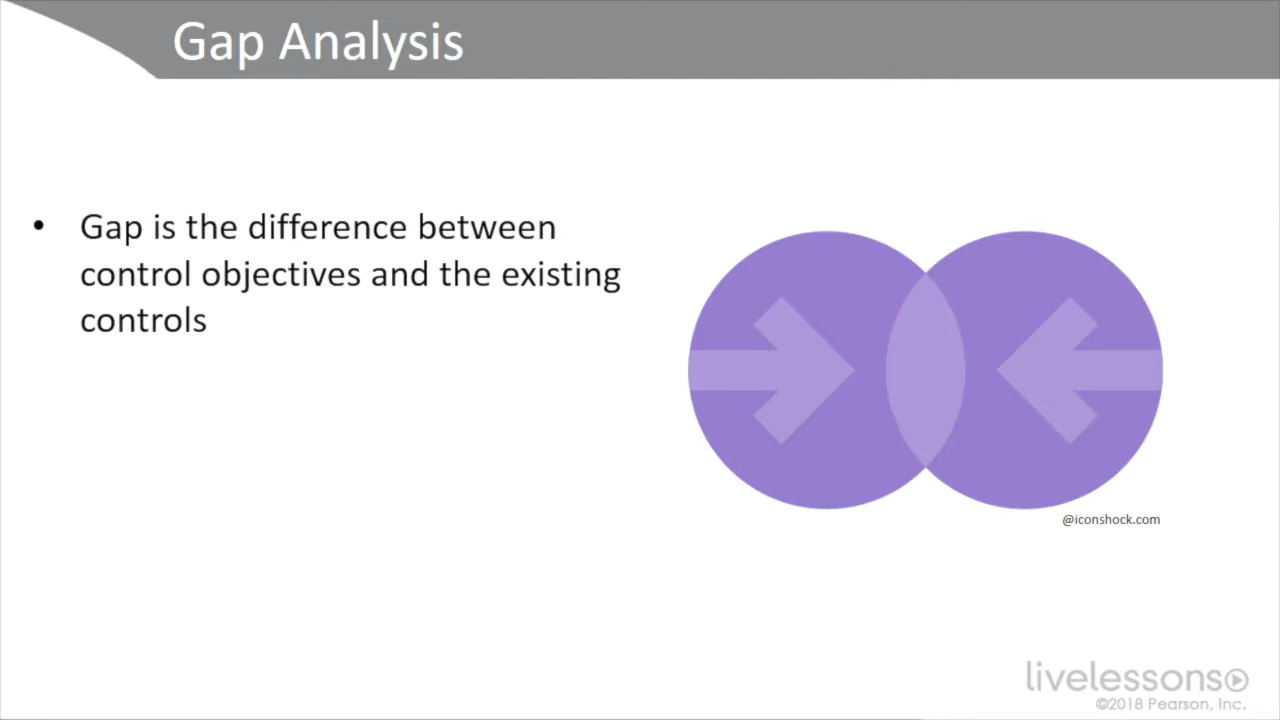 Gap Analysis
• Gap is the difference between
control objectives and the existing
controls
@iconshock.com
livelessons
©2018 Pearson, Inc.